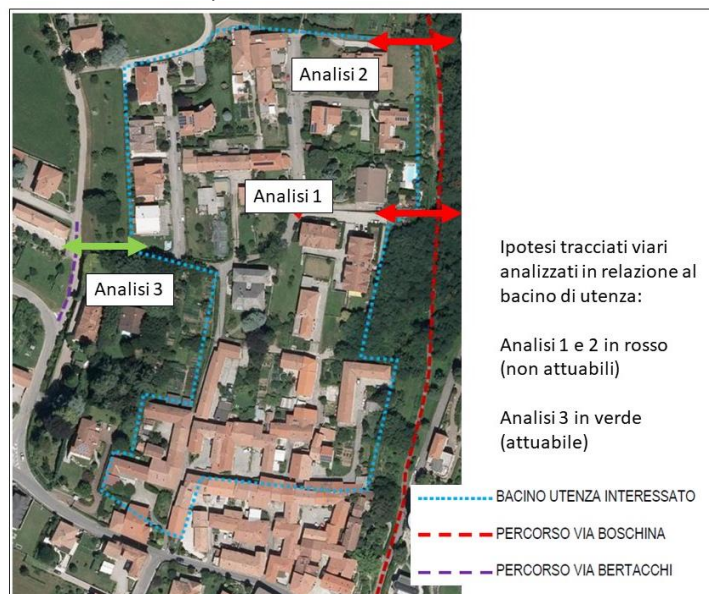 Analisi 2
Analisi 1
Analisi 3
Ipotesi tracciati viari
analizzati in relazione al
bacino di utenza:
Analisi 1 e 2 in rosso
(non attuabili)
Analisi 3 in verde
(attuabile)
BACINO UTENZA INTERESSATO
PERCORSO VIA BOSCHINA
PERCORSO VIA BERTACCHI